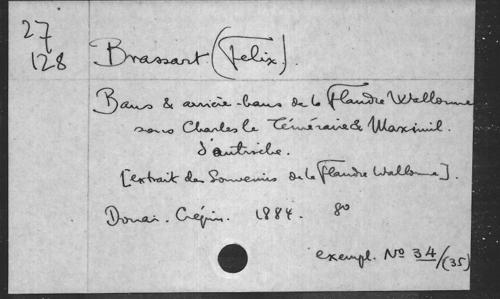 27
128
Brassart (Felix).
Bans & arrière-bans de la Flandre Wallonne
sous Charles le Téméraire & Maximil.
d'autriche.
[extrait des Souvenirs de la Flandre Wallonne].
Douai. Crépin. 1884. 8o
exempl. No 34/(35)